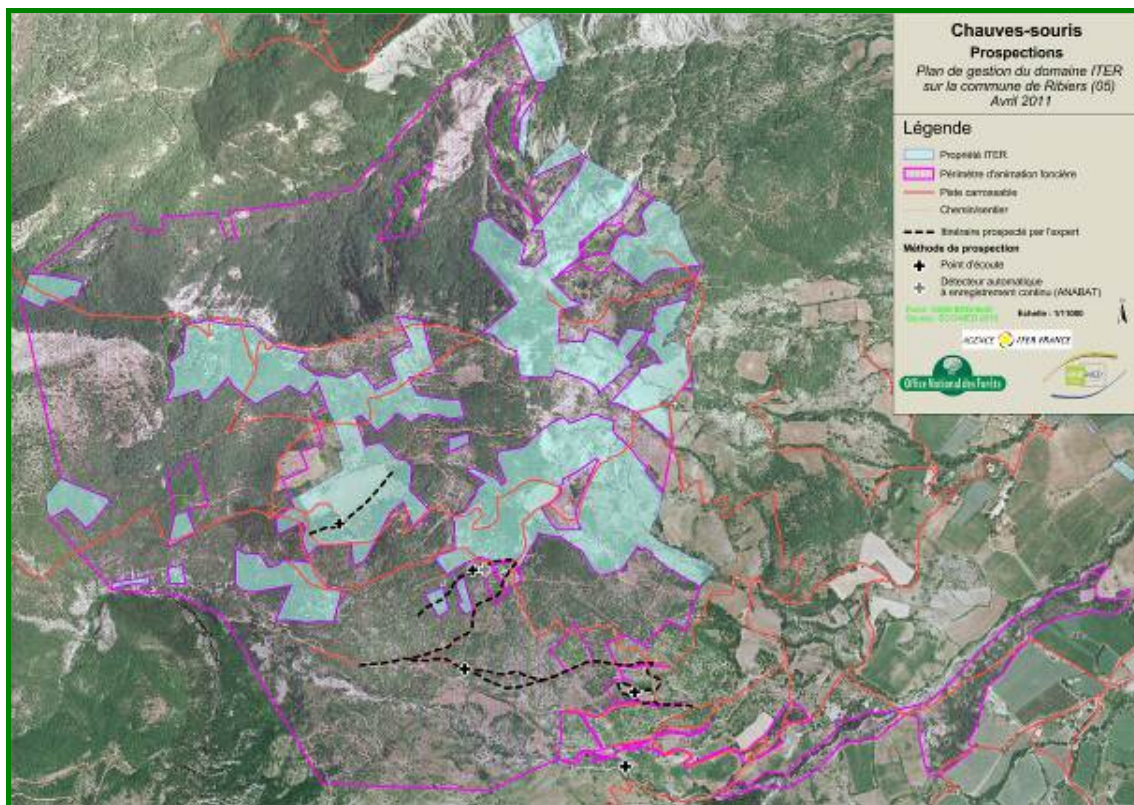 Chauves-souris
Prospections
Plan de gestion du domaine ITER
sur la commune de Ribiers (05)
Avril 2011
Légende
Propriété ITER
Périmètre d'animation foncière
Piste carrossable
Chemin/sentier
Itinéraire prospecté par l'expert
Méthode de prospection
Point d'écoute
Détecteur automatique
à enregistrement continu (ANABAT)
Echelle : 1/11000
AGENCE ITER FRANCE
Office National des Forêts